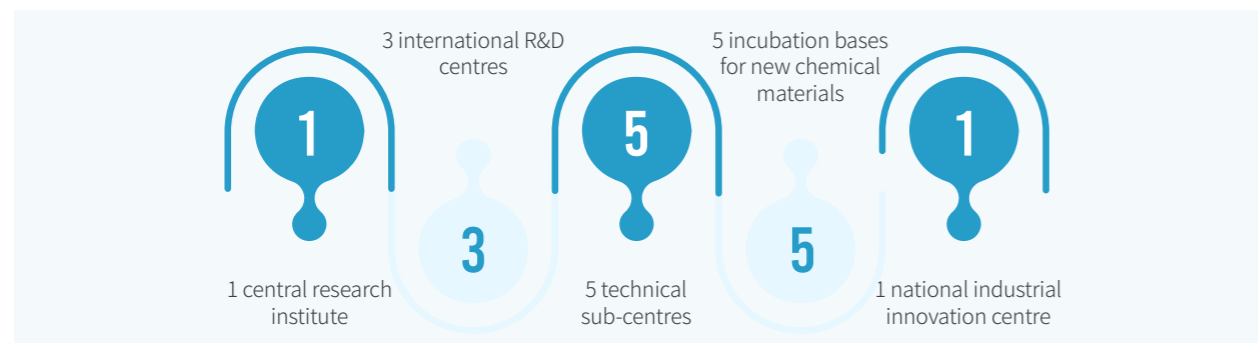 3 international R&D
centres
5 incubation bases
for new chemical
materials
1
5
1
3
5
1 central research
institute
5 technical
sub-centres
1 national industrial
innovation centre